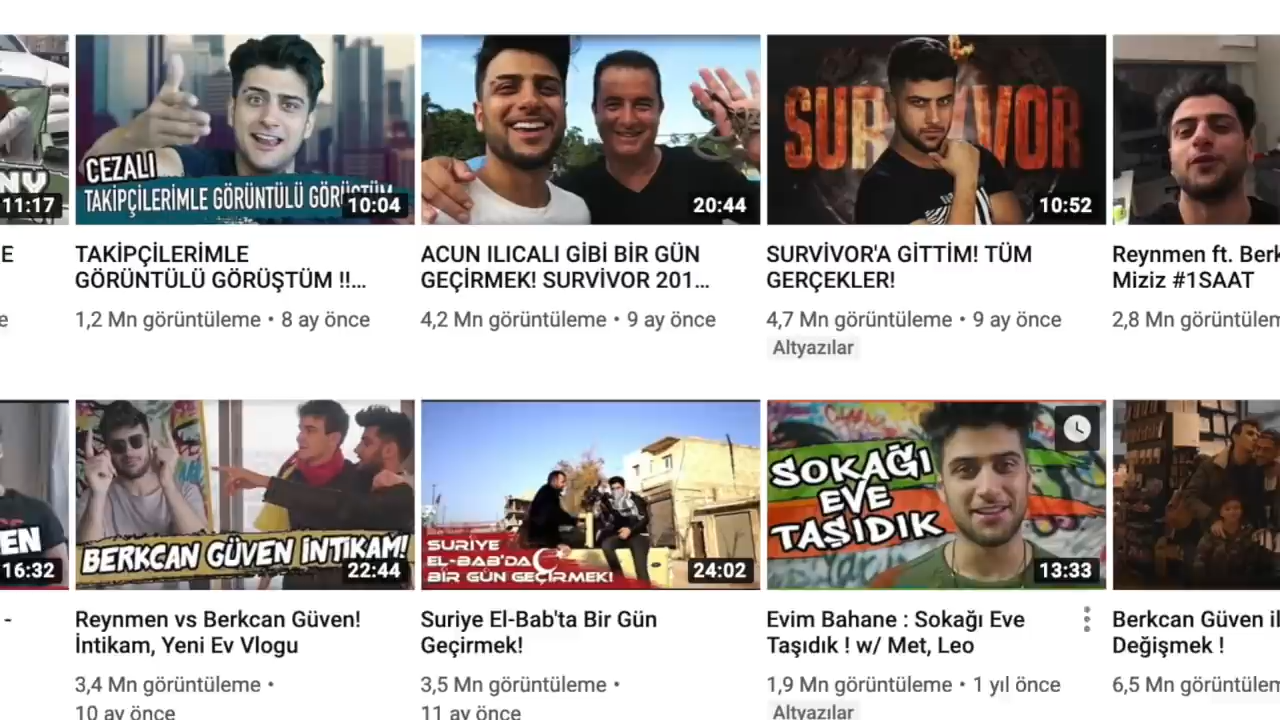 NY
11:17
CEZALI
TAKİPÇİLERİMLE GÖRÜNTÜLÜ GÖRÜŞTÜM
10:04
20:44
SURVIVOR
10:52
E
TAKİPÇİLERİMLE
GÖRÜNTÜLÜ GÖRÜŞTÜM !!...
ACUN ILICALI GİBİ BİR GÜN
GEÇİRMEK! SURVİVOR 201...
SURVİVOR'A GİTTİM! TÜM
GERÇEKLER!
Reynmen ft. Berk
Miziz #1SAAT
e
1,2 Mn görüntüleme • 8 ay önce
4,2 Mn görüntüleme • 9 ay önce
4,7 Mn görüntüleme • 9 ay önce
2,8 Mn görüntülem
Altyazılar
EN
16:32
BERKCAN GÜVEN İNTİKAM!
22:44
SURİYE
EL-BAB'DA
BİR GÜN GEÇİRMEK!
24:02
SOKAĞI
EVE
TAŞIDIK
13:33
-
Reynmen vs Berkcan Güven!
İntikam, Yeni Ev Vlogu
Suriye El-Bab'ta Bir Gün
Geçirmek!
Evim Bahane : Sokağı Eve
Taşıdık ! w/ Met, Leo
Berkcan Güven il
Değişmek !
3,4 Mn görüntüleme •
10 ay önce
3,5 Mn görüntüleme •
11 ay önce
1,9 Mn görüntüleme • 1 yıl önce
Altyazılar
6,5 Mn görüntülem